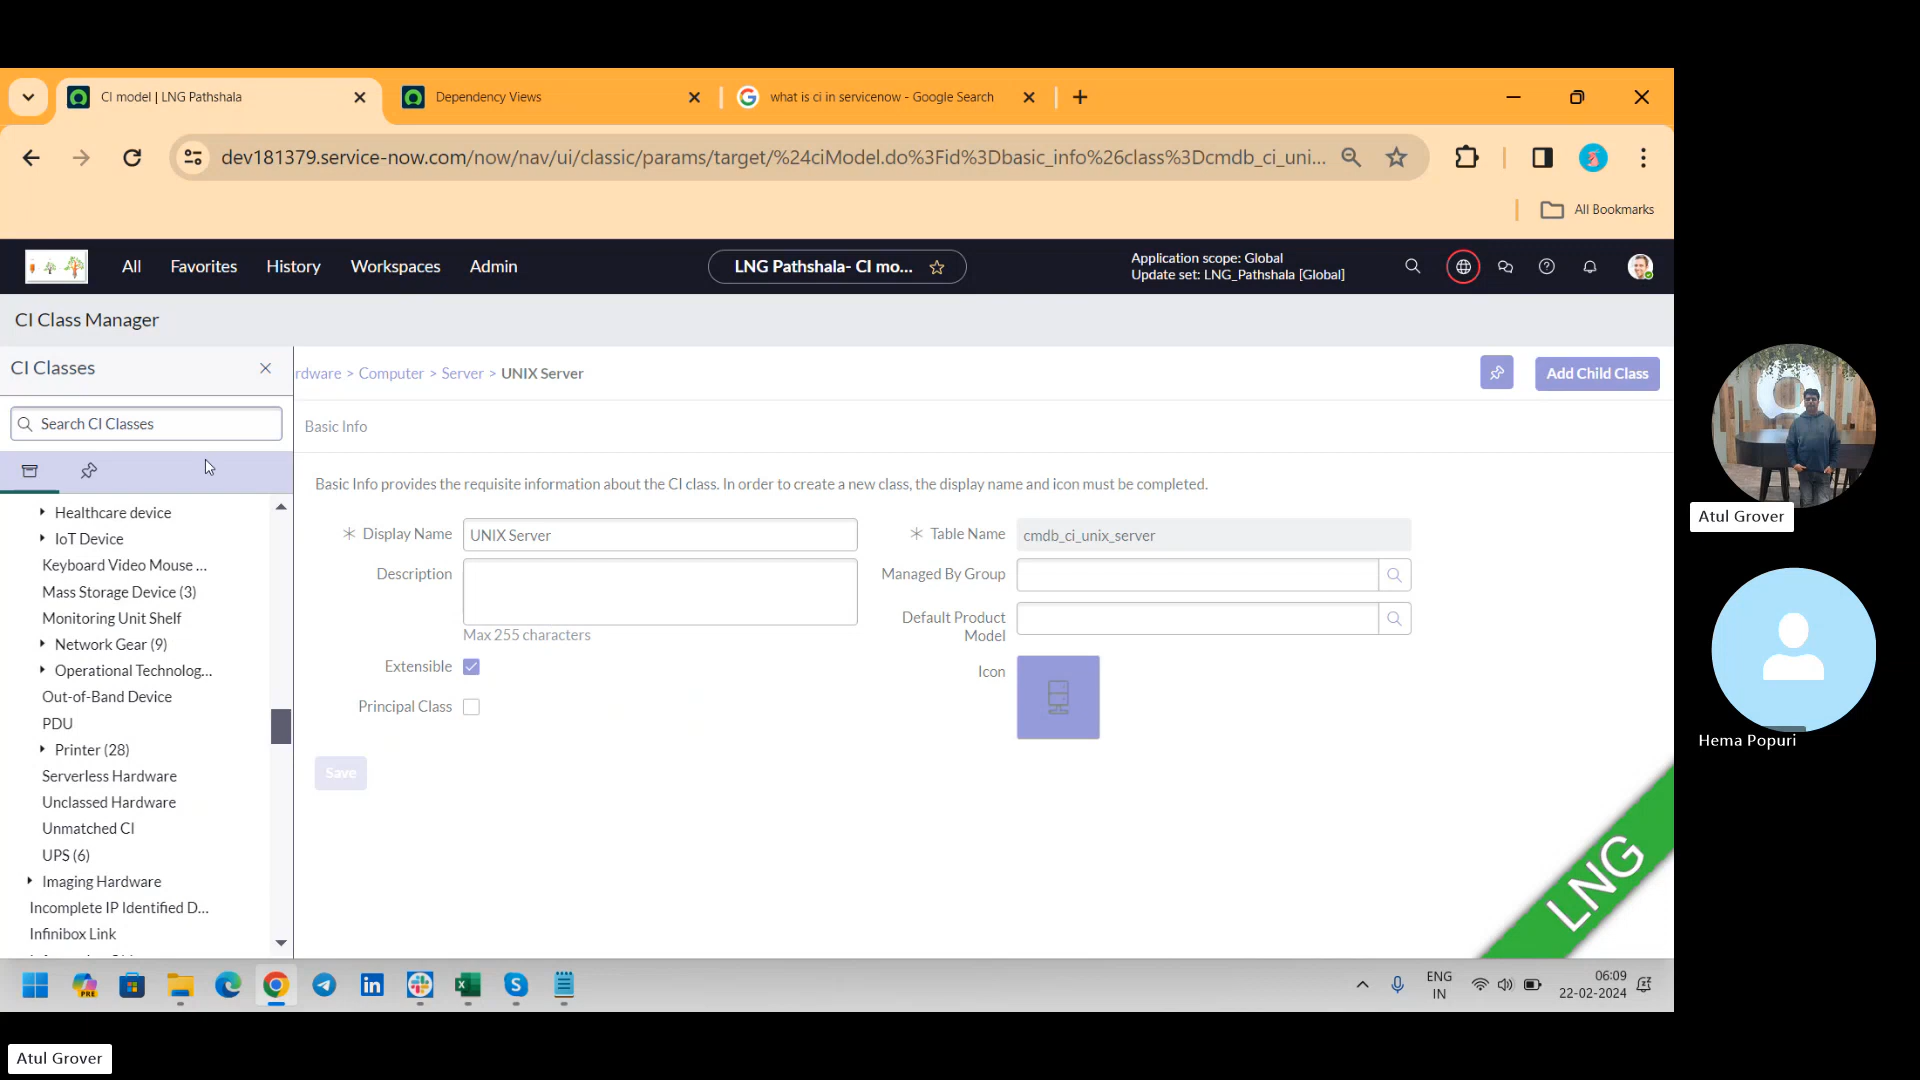 CI model | LNG Pathshala
Dependency Views
what is ci in servicenow - Google Search
dev181379.service-now.com/now/nav/ui/classic/params/target/%24ciModel.do%3Fid%3Dbasic_info%26class%3Dcmdb_ci_uni...
All Bookmarks
All
Favorites
History
Workspaces
Admin
LNG Pathshala- CI mo...
Application scope: Global
Update set: LNG_Pathshala [Global]
CI Class Manager
CI Classes
rdware > Computer > Server > UNIX Server
Add Child Class
Search CI Classes
Basic Info
Basic Info provides the requisite information about the CI class. In order to create a new class, the display name and icon must be completed.
Healthcare device
IoT Device
Keyboard Video Mouse ...
Mass Storage Device (3)
Monitoring Unit Shelf
Network Gear (9)
Operational Technolog...
Out-of-Band Device
PDU
Printer (28)
Serverless Hardware
Unclassed Hardware
Unmatched CI
UPS (6)
Imaging Hardware
Incomplete IP Identified D...
Infinibox Link
Display Name
UNIX Server
Description
Max 255 characters
Extensible
Principal Class
Save
Table Name
cmdb_ci_unix_server
Managed By Group
Default Product
Model
Icon
LNG
PRE
ENG
IN
06:09
22-02-2024
Atul Grover
Hema Popuri
Atul Grover